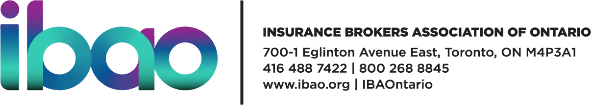 ibao
INSURANCE BROKERS ASSOCIATION OF ONTARIO
700-1 Eglinton Avenue East, Toronto, ON M4P3A1
416 488 7422 | 800 268 8845
www.ibao.org | IBAOntario